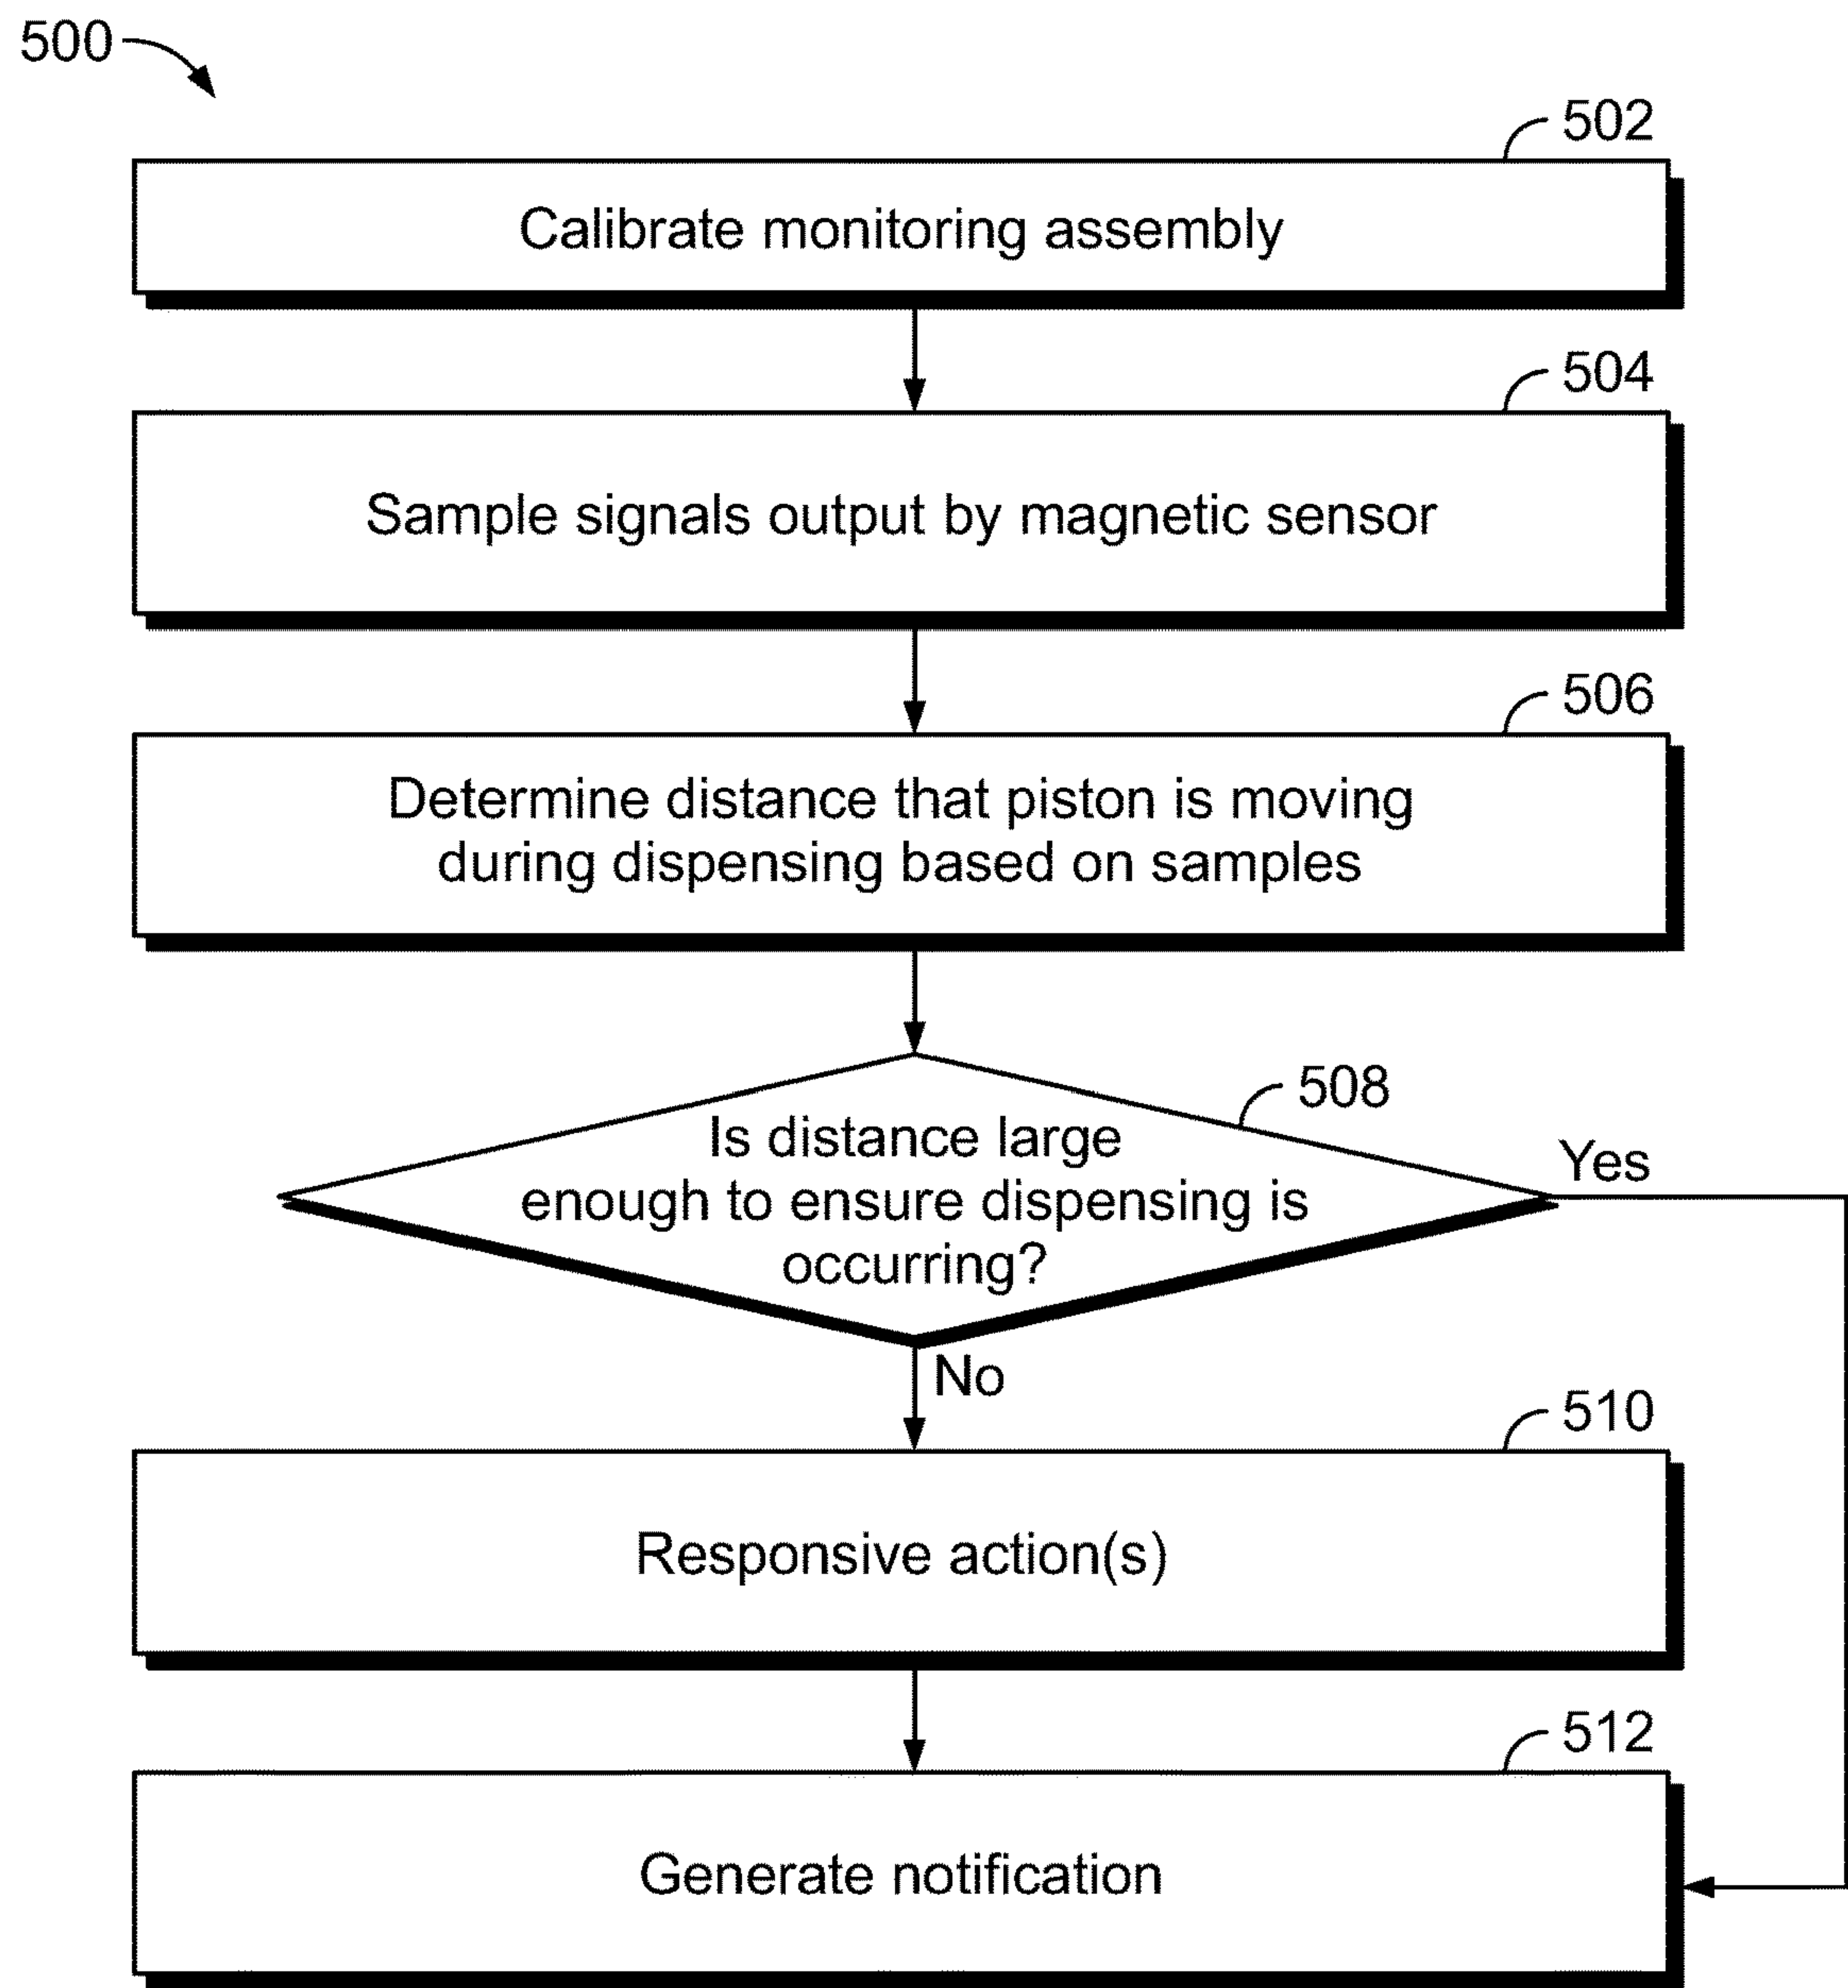 500
502
Calibrate monitoring assembly
504
Sample signals output by magnetic sensor
506
Determine distance that piston is moving
during dispensing based on samples
508
Is distance large
enough to ensure dispensing is
occurring?
Yes
No
510
Responsive action(s)
512
Generate notification